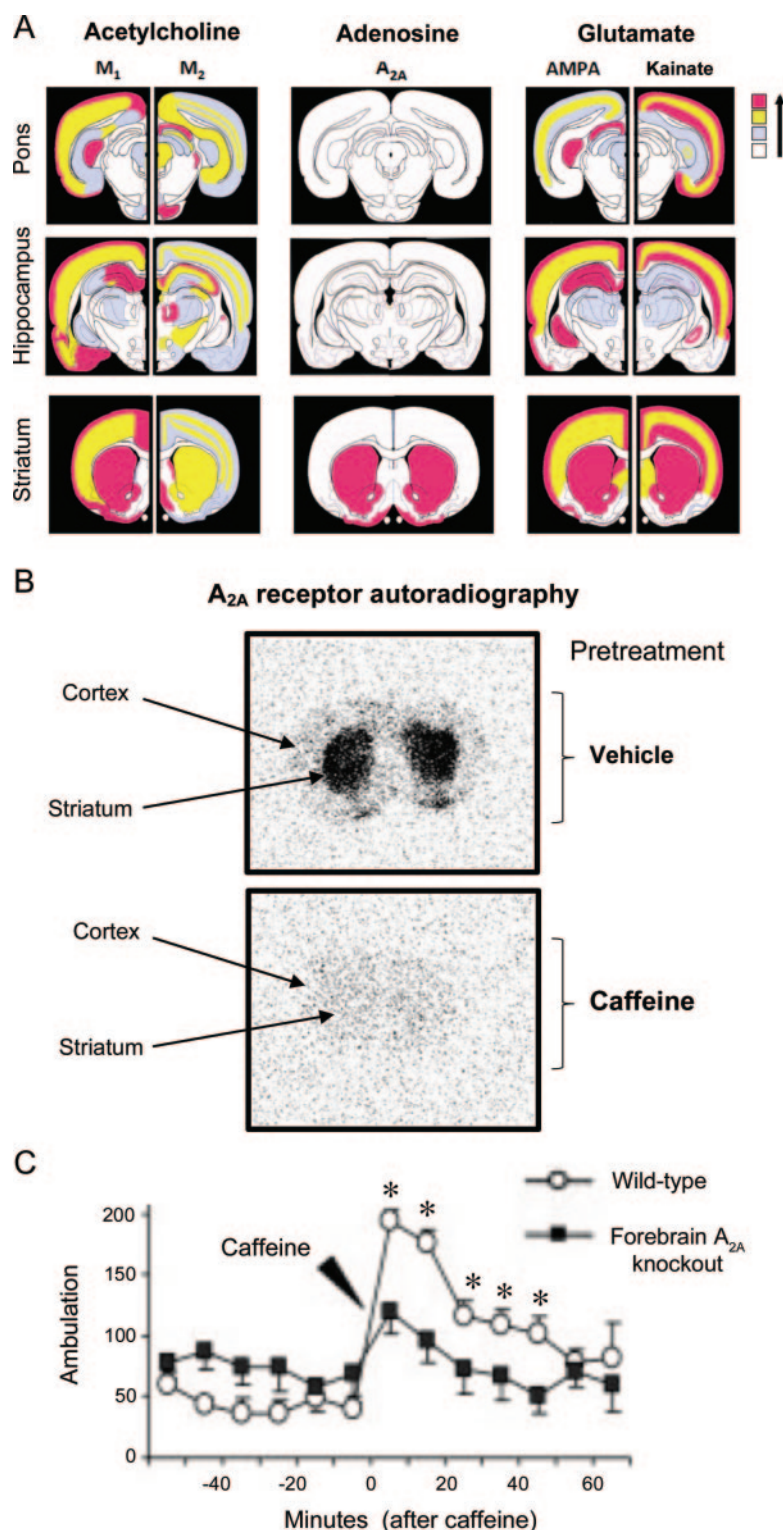 A
Acetylcholine Adenosine Glutamate
M₁ M₂ A₂A AMPA Kainate
Pons
Hippocampus
Striatum
B
A₂A receptor autoradiography
Pretreatment
Cortex
Vehicle
Striatum
Cortex
Caffeine
Striatum
C
Wild-type
Forebrain A₂A
knockout
Caffeine
* *
* * *
Ambulation
200
150
100
50
0
-40 -20 0 20 40 60
Minutes (after caffeine)